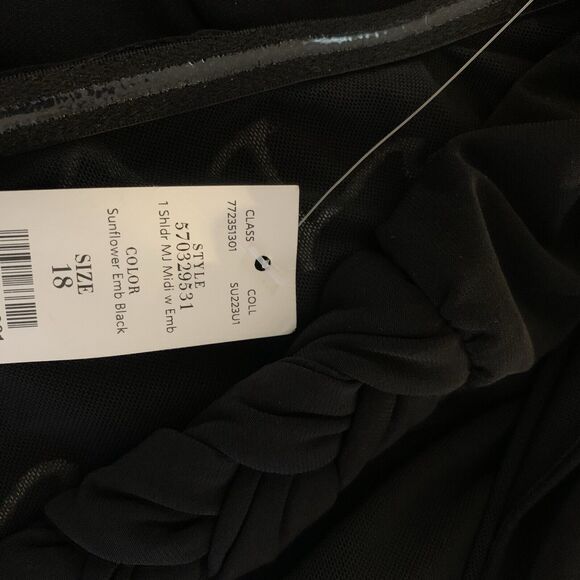 CLASS
772351301
COLL
SU223U1
STYLE
570329531
1 Shldr MJ Midi w Emb
COLOR
Sunflower Emb Black
SIZE
18